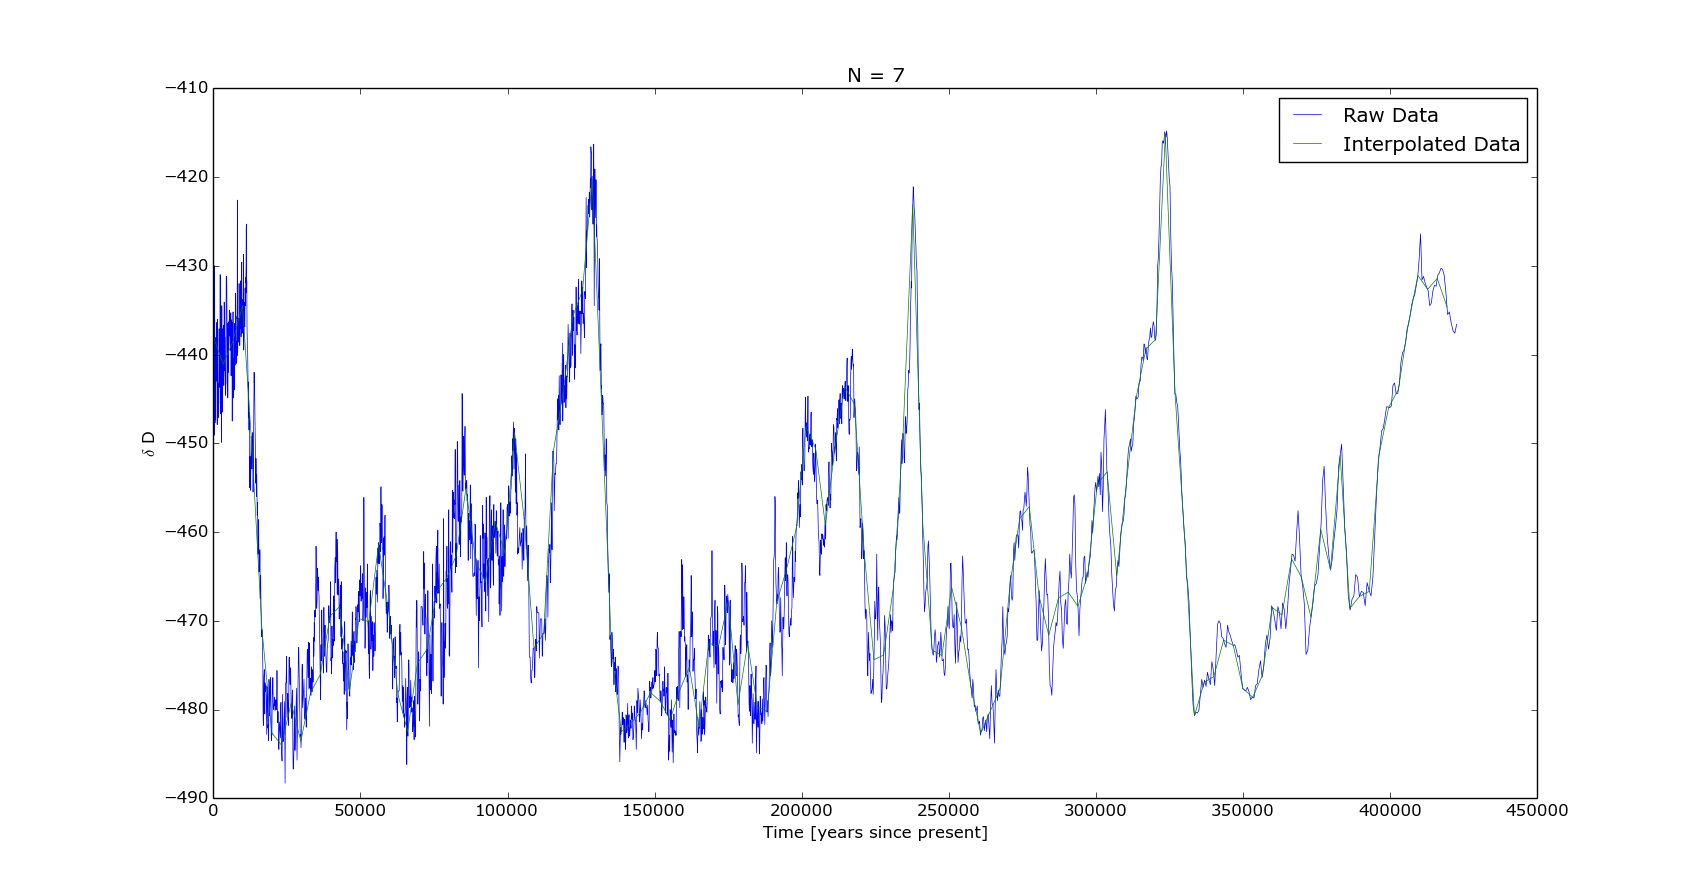 N = 7
−410
−420
−430
−440
−450
−460
−470
−480
−490
δ D
Raw Data
Interpolated Data
0 50000 100000 150000 200000 250000 300000 350000 400000 450000
Time [years since present]